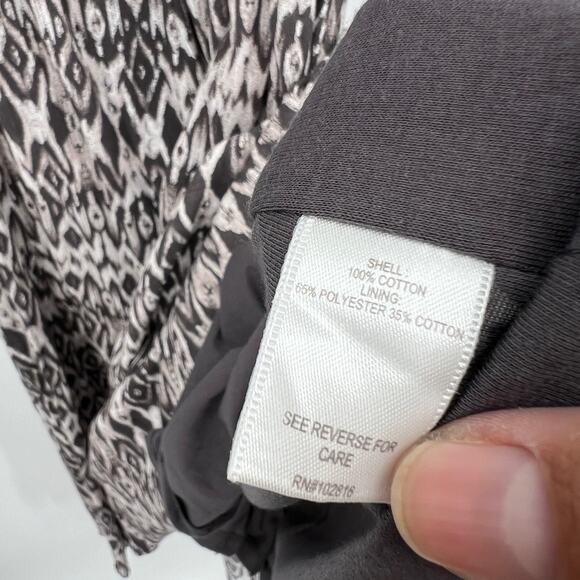 SHELL :
100% COTTON
LINING:
65% POLYESTER 35% COTTON
SEE REVERSE FOR
CARE
RN#102816